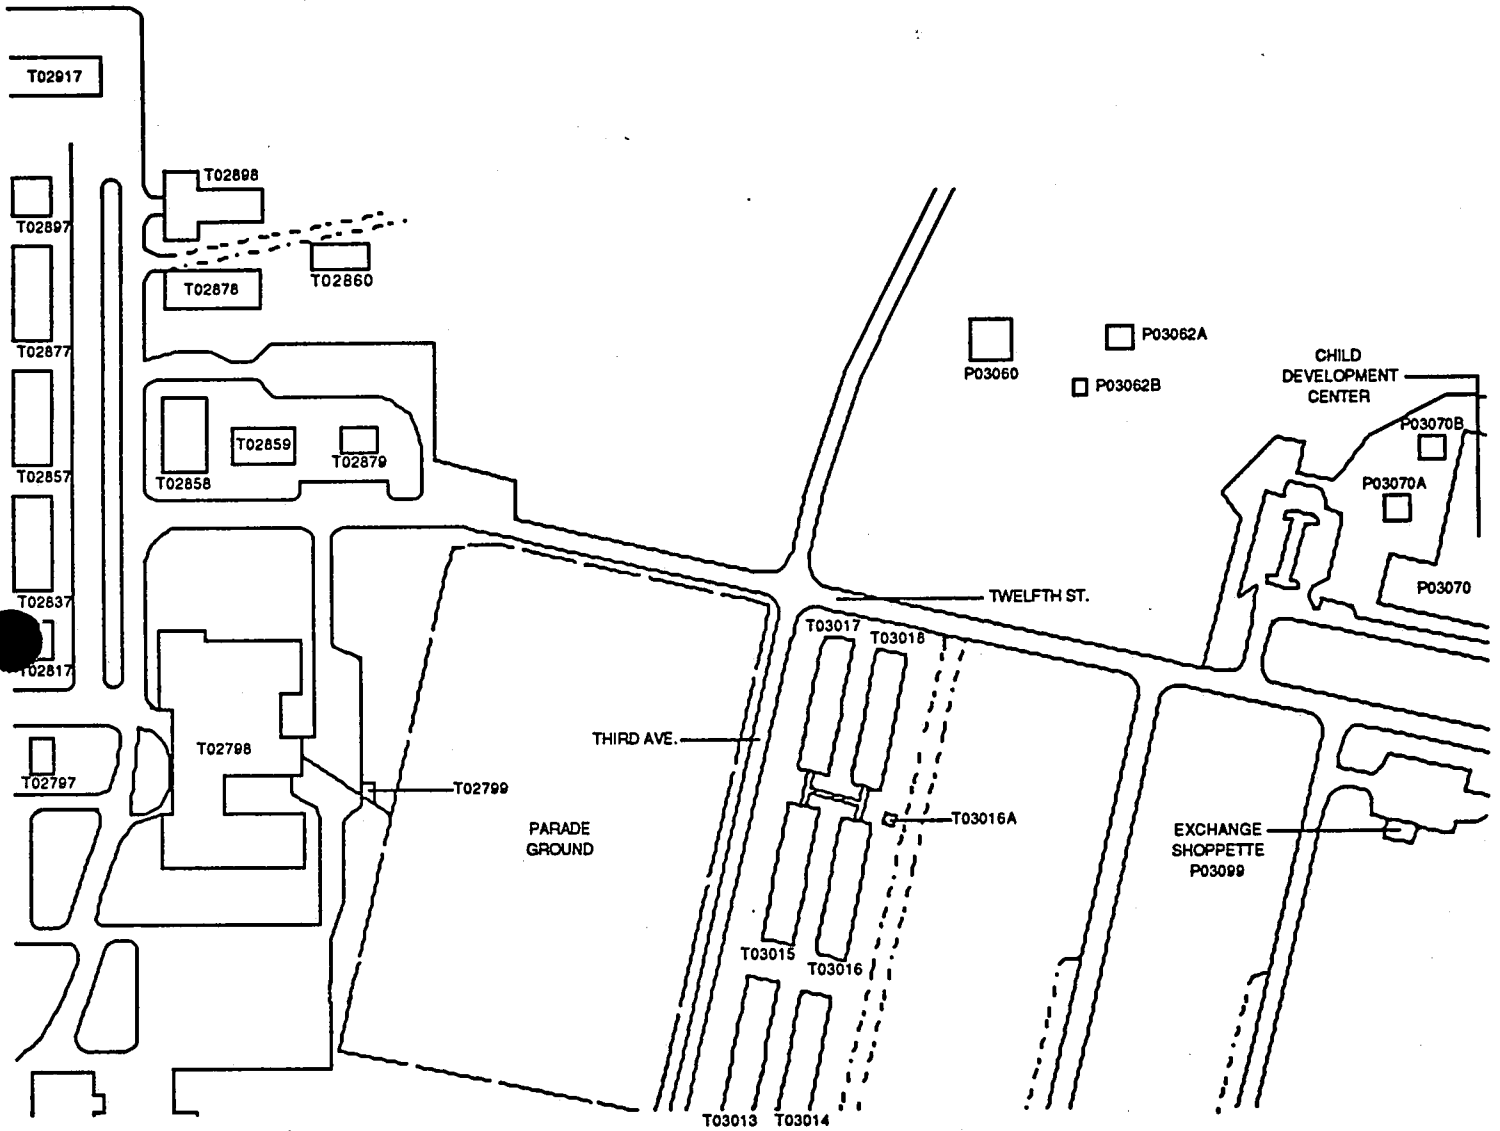 T02917
T02898
T02897
T02860
T02878
P03062A
T02877
CHILD
DEVELOPMENT
CENTER
P03060
P03062B
P03070B
T02859
T02879
T02857
T02858
P03070A
P03070
TWELFTH ST.
T02837
T03017
T03018
T02817
THIRD AVE.
T02798
T02797
T02799
T03016A
PARADE
GROUND
EXCHANGE
SHOPPETTE
P03099
T03015
T03016
T03013
T03014